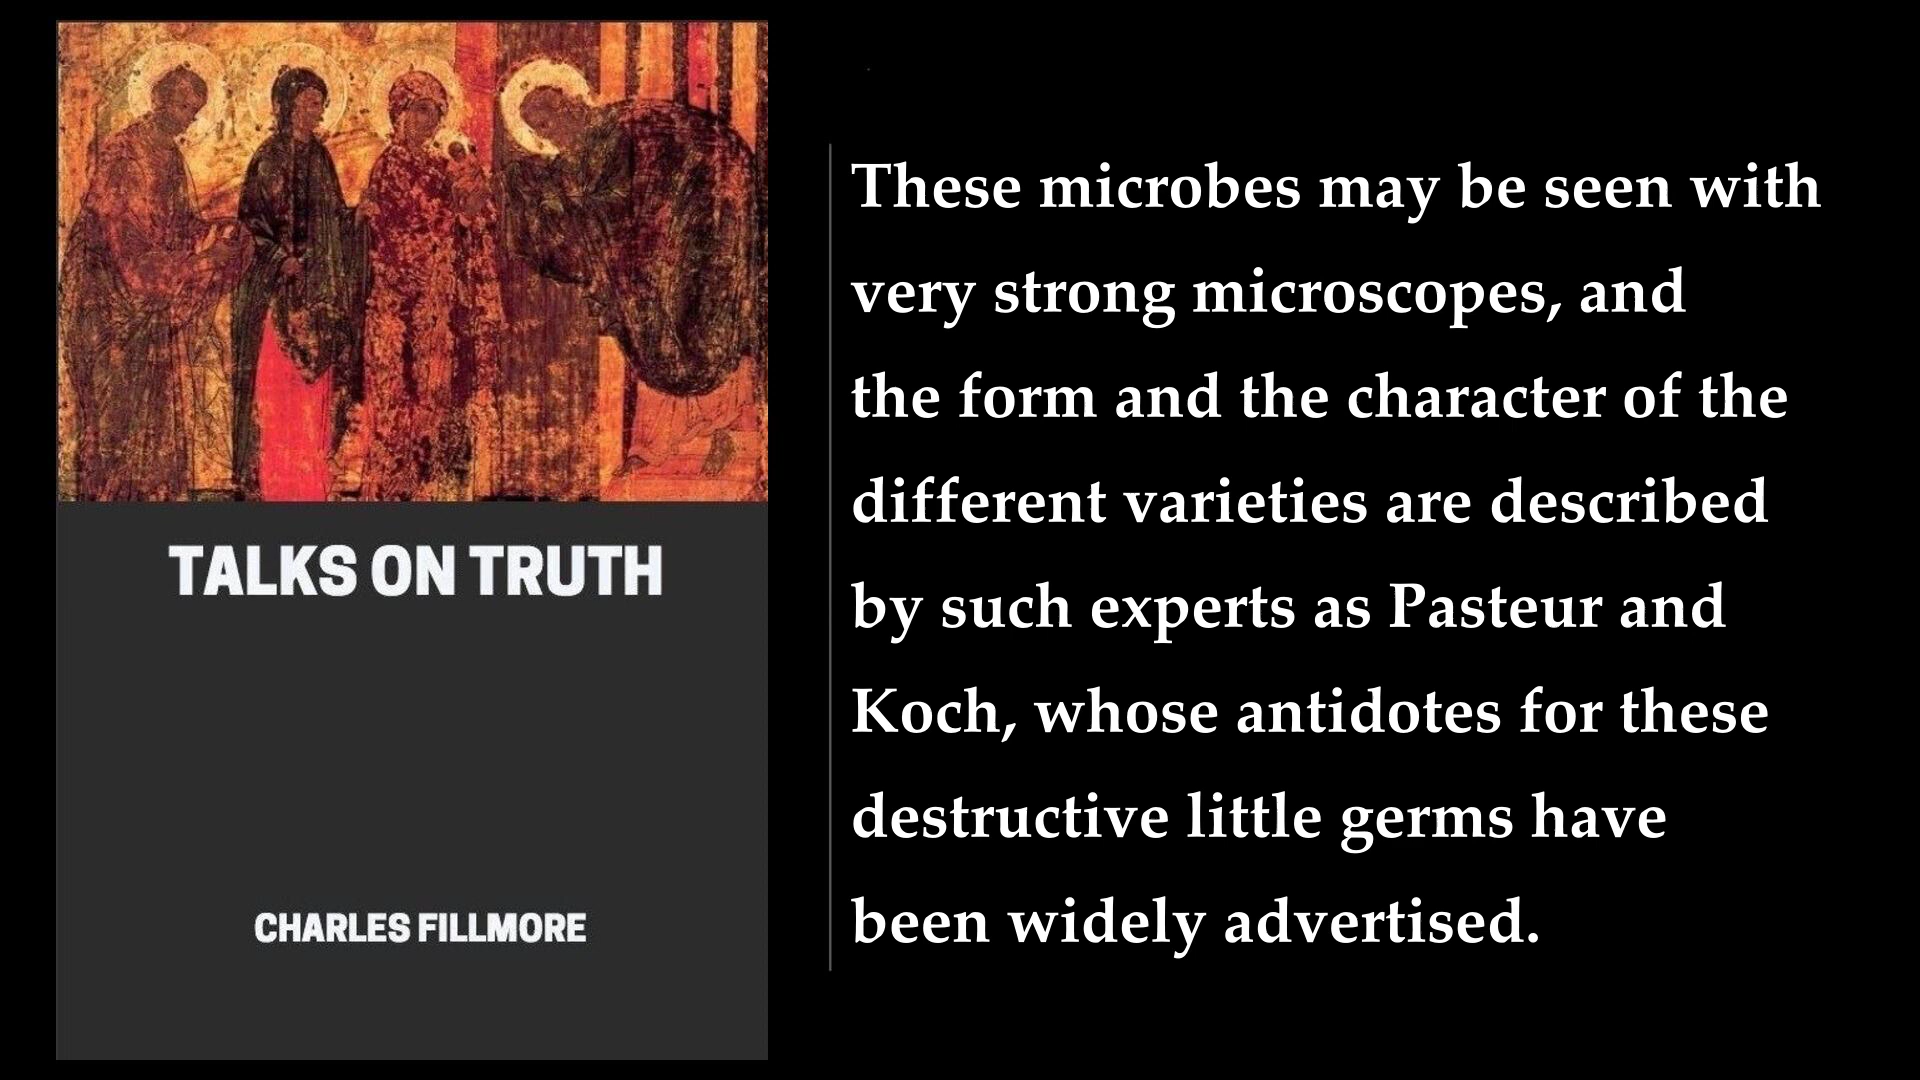 TALKS ON TRUTH
CHARLES FILLMORE
These microbes may be seen with
very strong microscopes, and
the form and the character of the
different varieties are described
by such experts as Pasteur and
Koch, whose antidotes for these
destructive little germs have
been widely advertised.